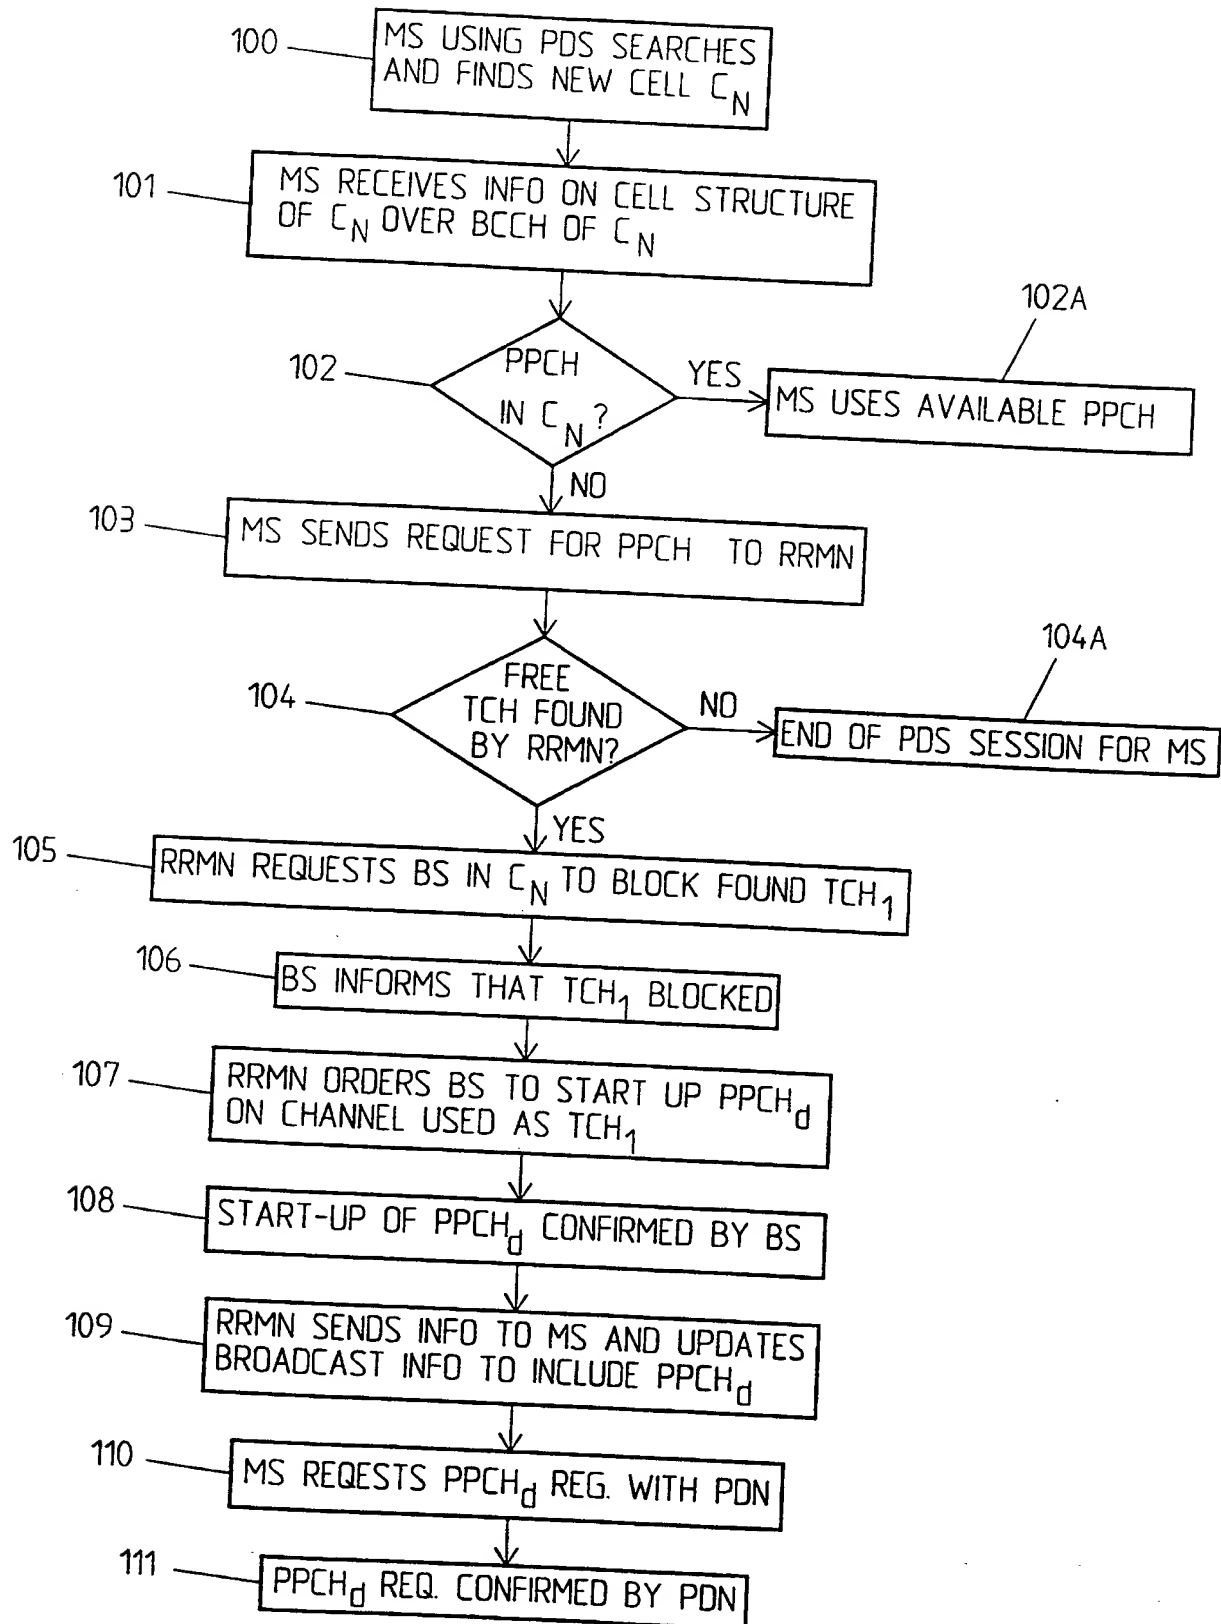 100
MS USING PDS SEARCHES
AND FINDS NEW CELL C_N
101
MS RECEIVES INFO ON CELL STRUCTURE
OF C_N OVER BCCH OF C_N
102A
102
PPCH
IN C_N ?
YES
MS USES AVAILABLE PPCH
NO
103
MS SENDS REQUEST FOR PPCH TO RRMN
104A
104
FREE
TCH FOUND
BY RRMN?
NO
END OF PDS SESSION FOR MS
YES
105
RRMN REQUESTS BS IN C_N TO BLOCK FOUND TCH_1
106
BS INFORMS THAT TCH_1 BLOCKED
107
RRMN ORDERS BS TO START UP PPCH_d
ON CHANNEL USED AS TCH_1
108
START-UP OF PPCH_d CONFIRMED BY BS
109
RRMN SENDS INFO TO MS AND UPDATES
BROADCAST INFO TO INCLUDE PPCH_d
110
MS REQESTS PPCH_d REG. WITH PDN
111
PPCH_d REQ. CONFIRMED BY PDN